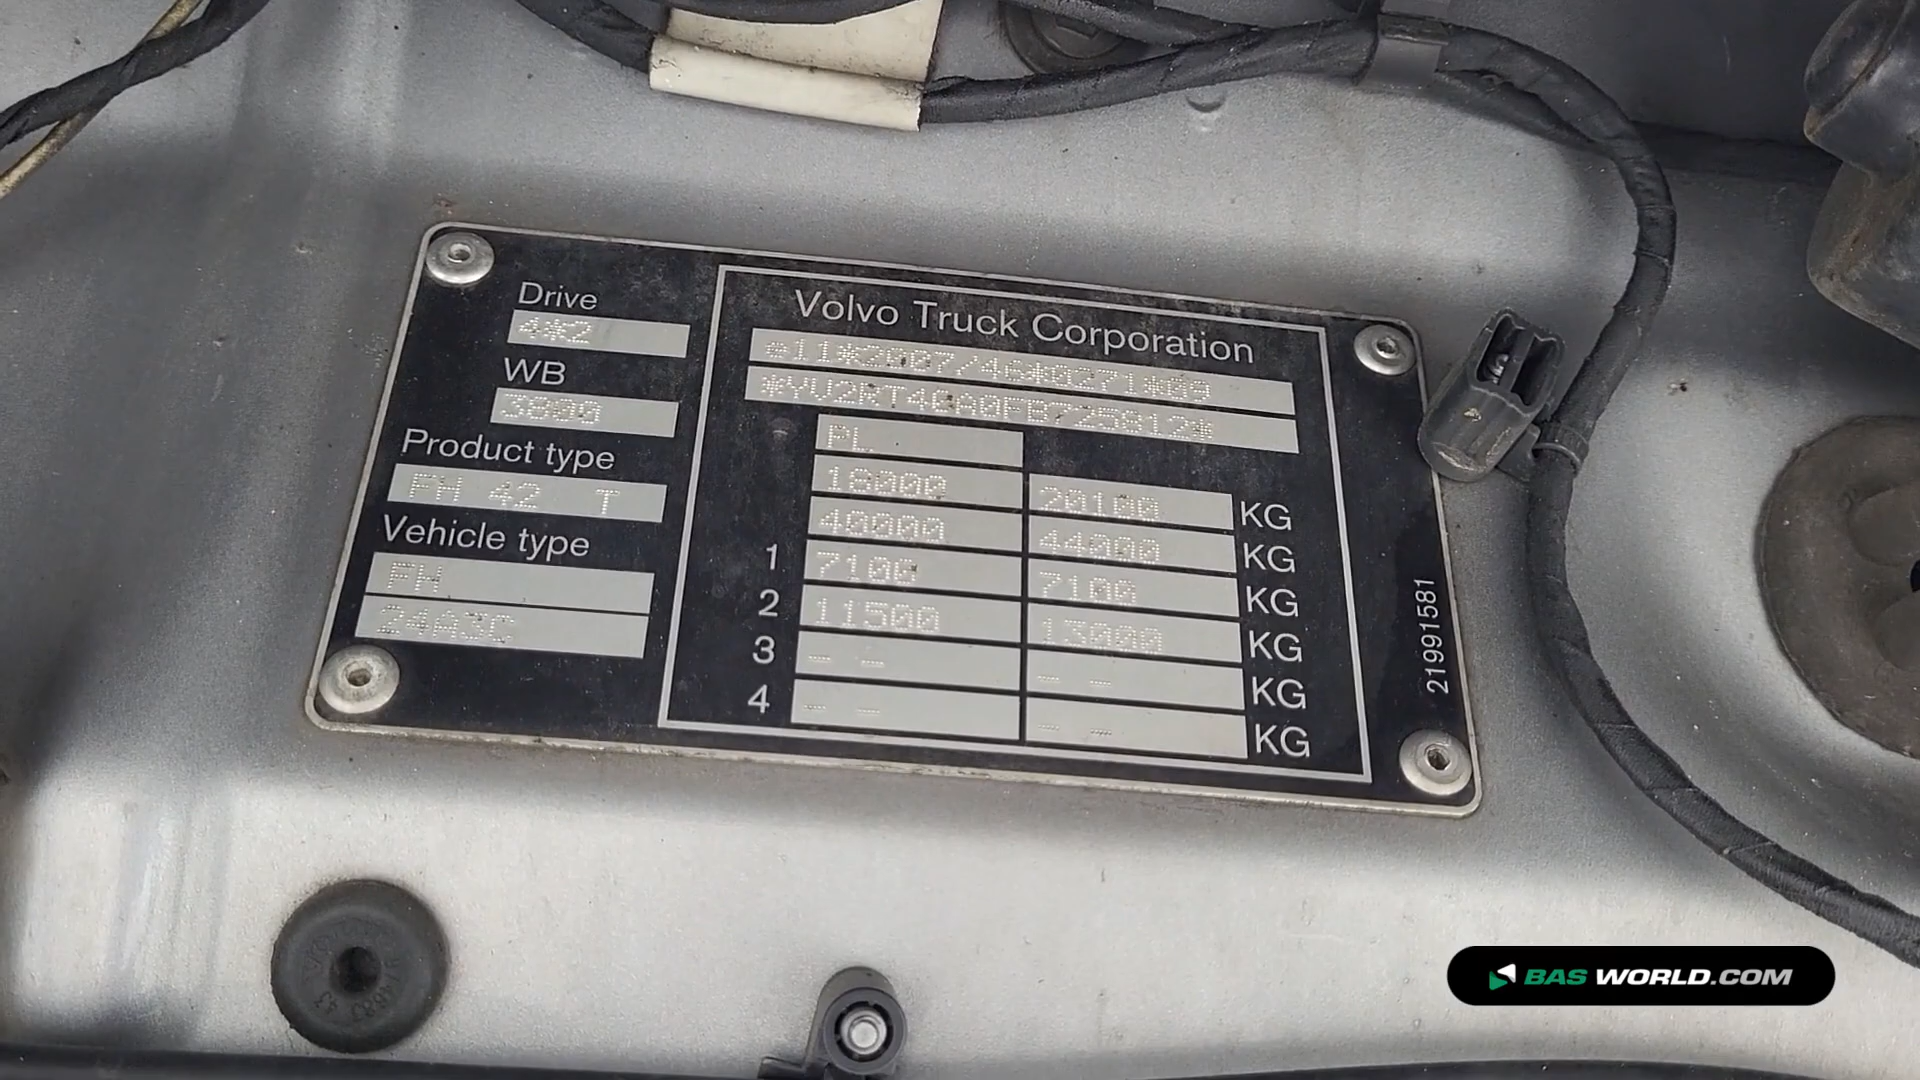 Drive
4*2
WB
3800
Product type
FH 42 T
Vehicle type
FH
24A3C
Volvo Truck Corporation
*e11*2007/46*0271*09
*YV2RT40A0FB725812*
PL
18000 20100 KG
40000 44000 KG
1 7100 7100 KG
2 11500 13000 KG
3 -- -- -- -- KG
4 -- -- -- -- KG
21991581
BAS WORLD.COM